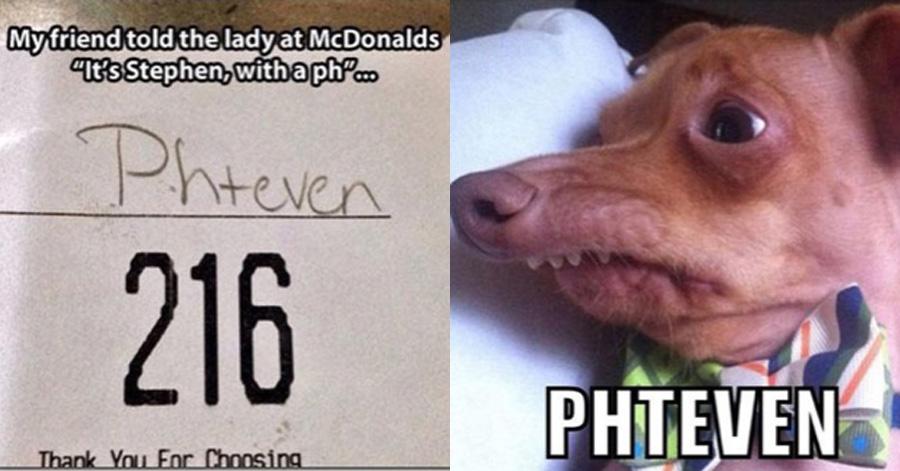 My friend told the lady at McDonalds
"It's Stephen, with a ph"...
Phteven
216
Thank You For Choosing
PHTEVEN